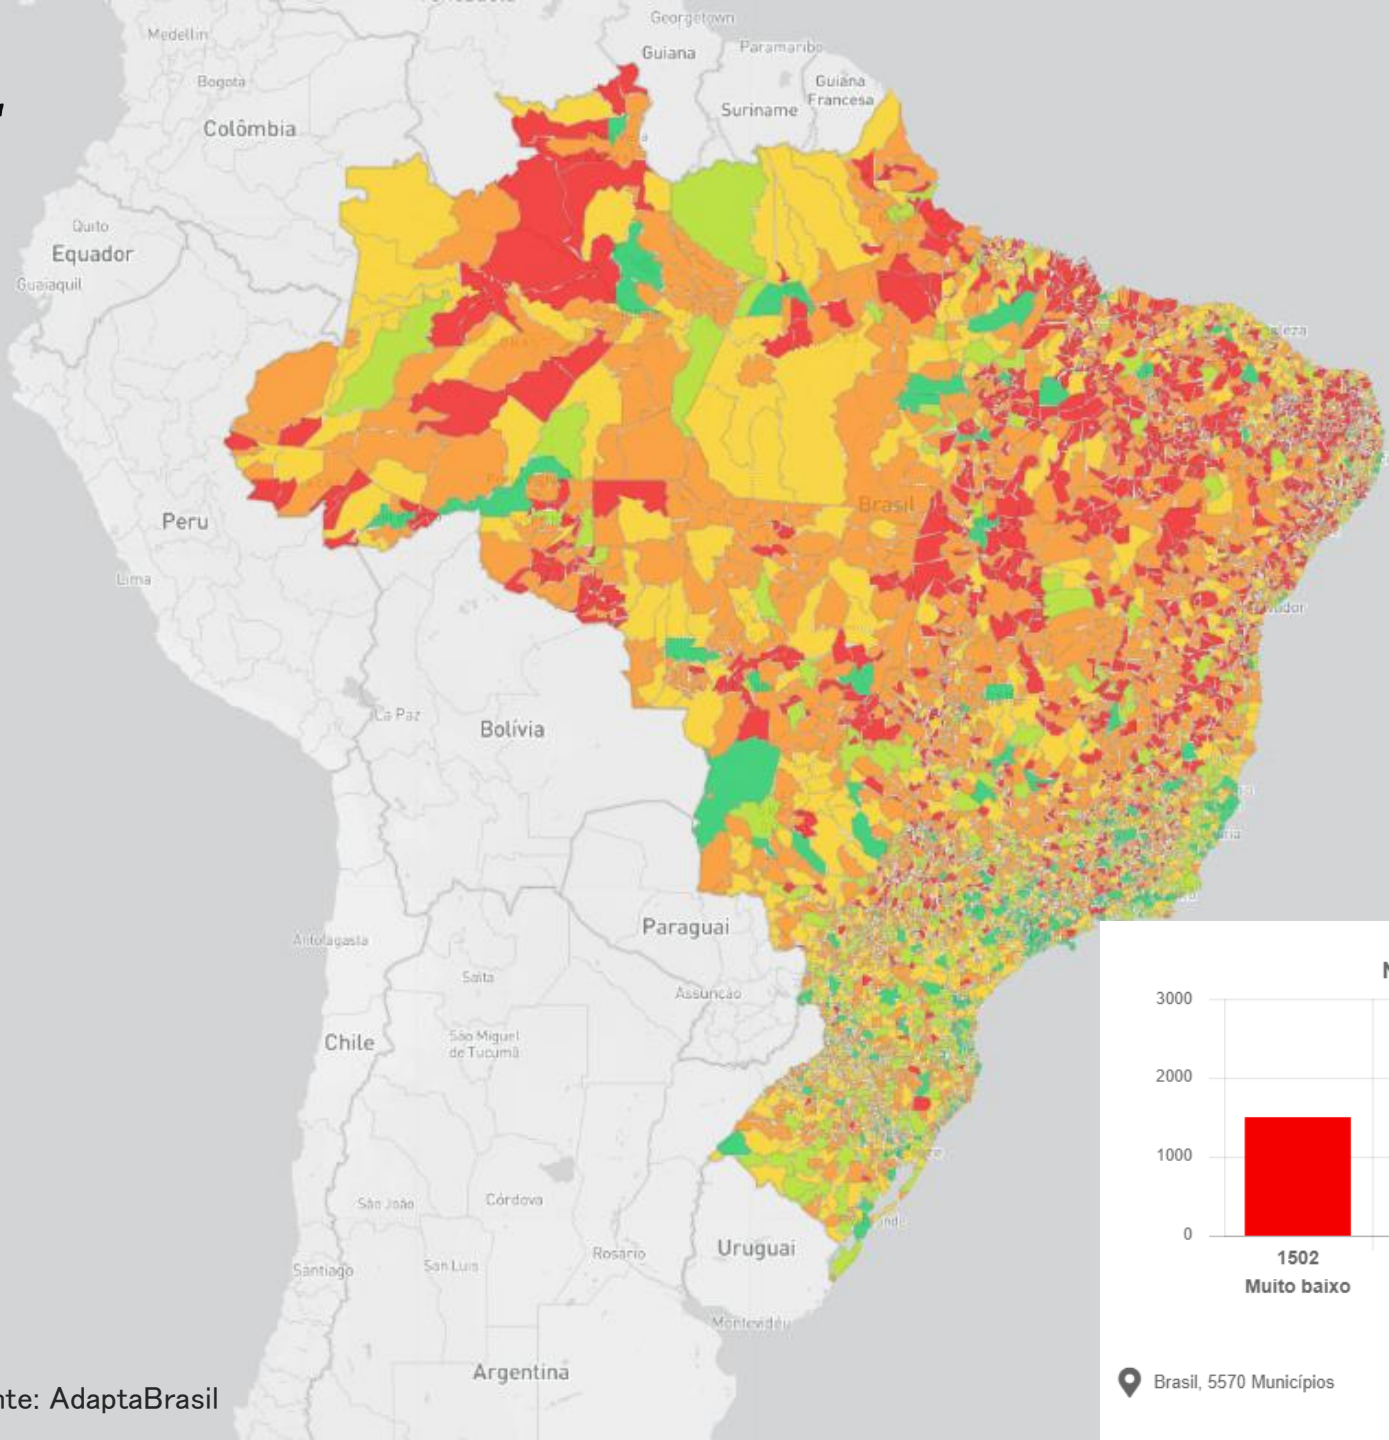 Georgetown
Medellín
Guiana
Paramaribo
Bogota
Guiana
Francesa
Suriname
Colômbia
Quito
Equador
Guaiaquil
Brasil
Peru
Lima
La Paz
Bolívia
Paraguai
Antofagasta
Salta
Assunção
Chile
São Miguel
de Tucumã
São João
Córdova
Uruguai
Rosário
San Luis
Santiago
Montevidéu
Argentina
nte: AdaptaBrasil
3000
2000
1000
0
1502
Muito baixo
Brasil, 5570 Municípios